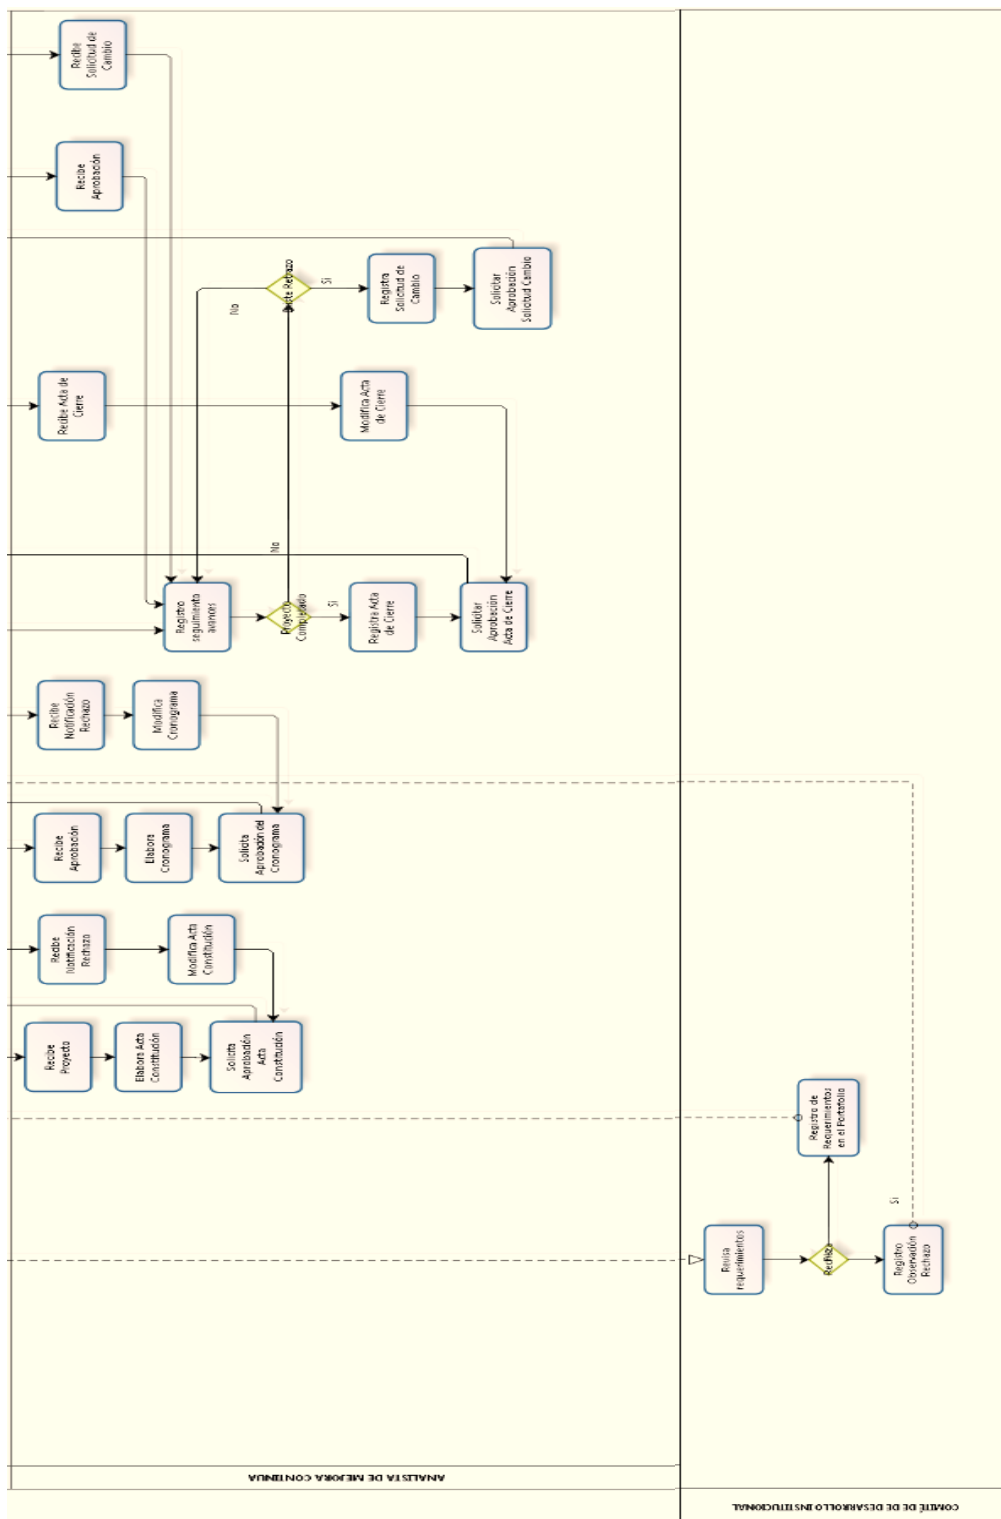 ANALISTA DE MEJORA CONTINUA
Recibe
Proyecto
Elabora Acta
Constitución
Solicita
Aprobación
Acta
Constitución
Recibe
Notificación
Rechazo
Modifica Acta
Constitución
Recibe
Aprobación
Elabora
Cronograma
Solicita
Aprobación del
Cronograma
Recibe
Notificación
Rechazo
Modifica
Cronograma
Registro
seguimiento
avances
Proyecto
Completado
Si
No
Registra Acta
de Cierre
Solicitar
Aprobación
Acta de Cierre
Recibe Acta de
Cierre
Modifica Acta
de Cierre
Existe Retrazo
No
Si
Registra
Solicitud de
Cambio
Solicitar
Aprobación
Solicitud Cambio
Recibe
Aprobación
Recibe
Solicitud de
Cambio
COMITÉ DE DE DESARROLLO INSTITUCIONAL
Revisa
requerimientos
Rechaza
Si
Registro
Observación
Rechazo
Registro de
Requerimientos
en el Portafolio